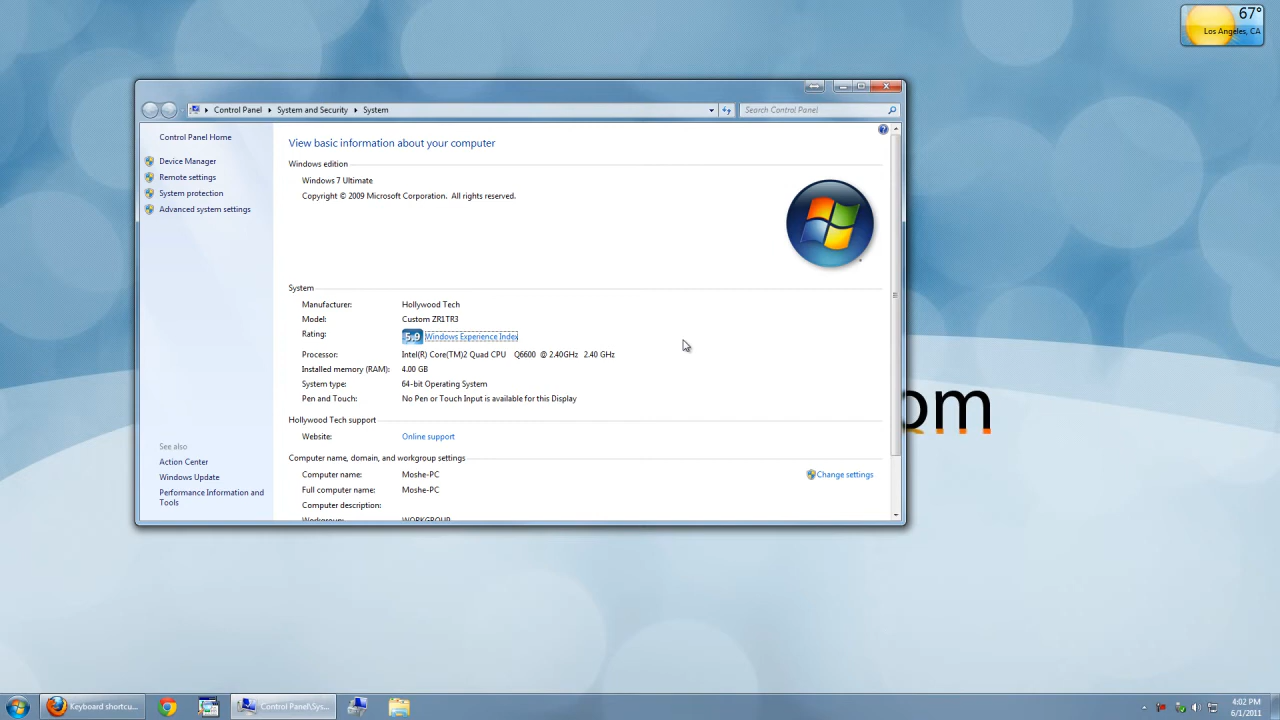 67°
Los Angeles, CA
Control Panel ▸ System and Security ▸ System
Search Control Panel
Control Panel Home
Device Manager
Remote settings
System protection
Advanced system settings
See also
Action Center
Windows Update
Performance Information and
Tools
View basic information about your computer
Windows edition
Windows 7 Ultimate
Copyright © 2009 Microsoft Corporation. All rights reserved.
System
Manufacturer: Hollywood Tech
Model: Custom ZR1TR3
Rating: 5.9 Windows Experience Index
Processor: Intel(R) Core(TM)2 Quad CPU Q6600 @ 2.40GHz 2.40 GHz
Installed memory (RAM): 4.00 GB
System type: 64-bit Operating System
Pen and Touch: No Pen or Touch Input is available for this Display
Hollywood Tech support
Website: Online support
Computer name, domain, and workgroup settings
Computer name: Moshe-PC
Change settings
Full computer name: Moshe-PC
Computer description:
Workgroup: WORKGROUP
om
Keyboard shortcu...
Control Panel\Sys...
4:02 PM
6/1/2011